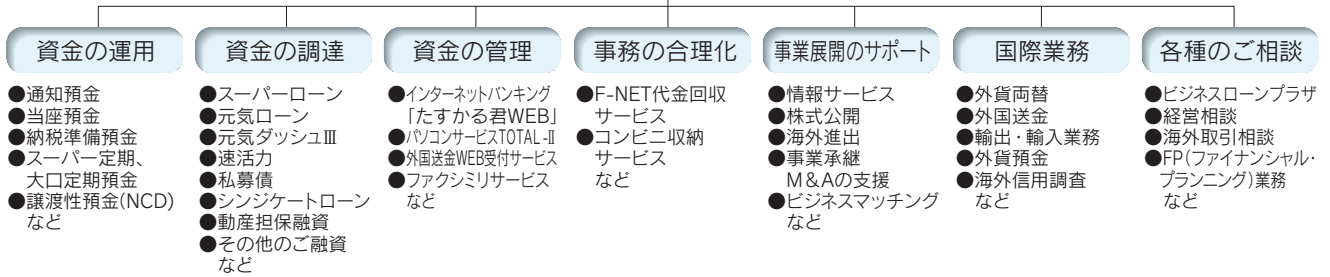 資金の運用
●通知預金
●当座預金
●納税準備預金
●スーパー定期、
大口定期預金
●譲渡性預金(NCD)
など
資金の調達
●スーパーローン
●元気ローン
●元気ダッシュⅢ
●速活力
●私募債
●シンジケートローン
●動産担保融資
●その他のご融資
など
資金の管理
●インターネットバンキング
「たすかる君WEB」
●パソコンサービスTOTAL-Ⅱ
●外国送金WEB受付サービス
●ファクシミリサービス
など
事務の合理化
●F-NET代金回収
サービス
●コンビニ収納
サービス
など
事業展開のサポート
●情報サービス
●株式公開
●海外進出
●事業承継
M&Aの支援
●ビジネスマッチング
など
国際業務
●外貨両替
●外国送金
●輸出・輸入業務
●外貨預金
●海外信用調査
など
各種のご相談
●ビジネスローンプラザ
●経営相談
●海外取引相談
●FP(ファイナンシャル・
プランニング)業務
など